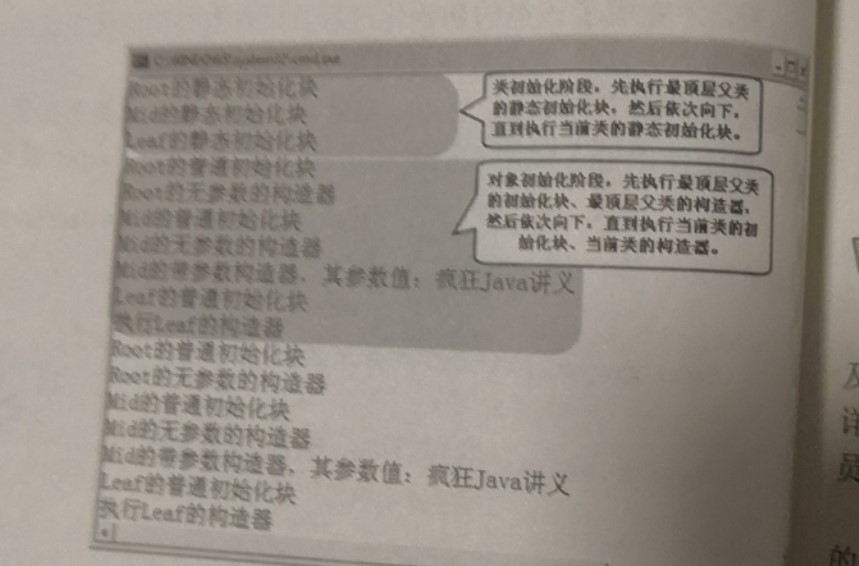 C:\WINDOWS\system32\cmd.exe
Root的静态初始化块
Mid的静态初始化块
Leaf的静态初始化块
Root的普通初始化块
Root的无参数的构造器
Mid的普通初始化块
Mid的无参数的构造器
Mid的带参数构造器，其参数值：疯狂Java讲义
Leaf的普通初始化块
执行Leaf的构造器
Root的普通初始化块
Root的无参数的构造器
Mid的普通初始化块
Mid的无参数的构造器
Mid的带参数构造器，其参数值：疯狂Java讲义
Leaf的普通初始化块
执行Leaf的构造器
类初始化阶段，先执行最顶层父类
的静态初始化块，然后依次向下，
直到执行当前类的静态初始化块。
对象初始化阶段，先执行最顶层父类
的初始化块、最顶层父类的构造器，
然后依次向下，直到执行当前类的初
始化块、当前类的构造器。
及
详
员
的